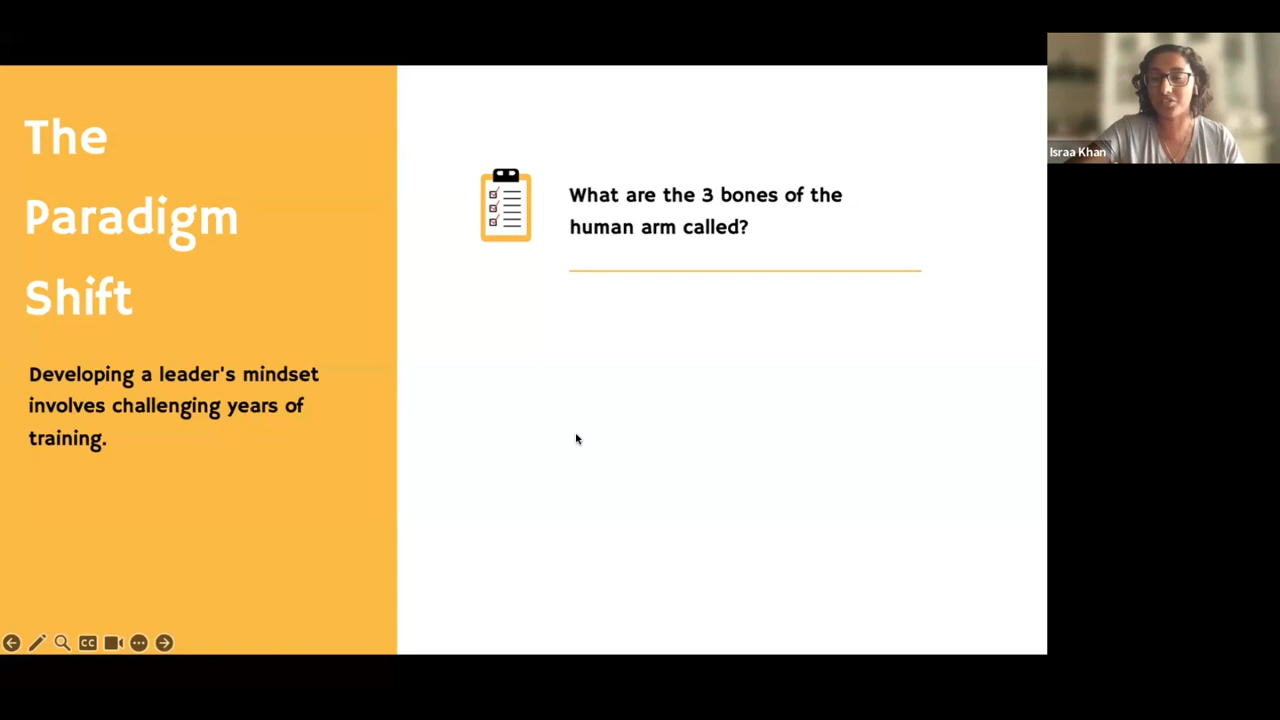 The
Paradigm
Shift
Developing a leader's mindset
involves challenging years of
training.
What are the 3 bones of the
human arm called?
Israa Khan
CC